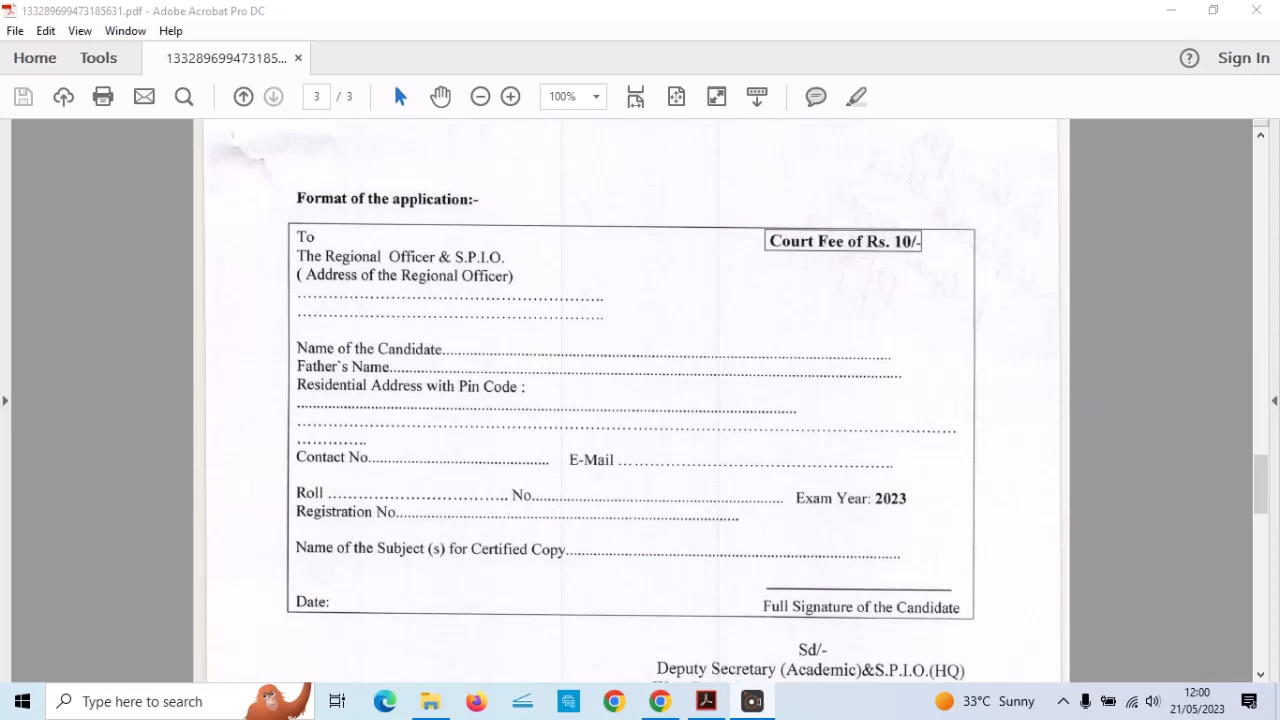 133289699473185631.pdf - Adobe Acrobat Pro DC
File Edit View Window Help
Home Tools 133289699473185... × Sign In
3 / 3 100%
Format of the application:-
To
Court Fee of Rs. 10/-
The Regional Officer & S.P.I.O.
( Address of the Regional Officer)
Name of the Candidate
Father`s Name
Residential Address with Pin Code :
Contact No. E-Mail
Roll No. Exam Year: 2023
Registration No.
Name of the Subject (s) for Certified Copy
Date: Full Signature of the Candidate
Sd/-
Deputy Secretary (Academic)&S.P.I.O.(HQ)
Type here to search 33°C Sunny 12:00
21/05/2023